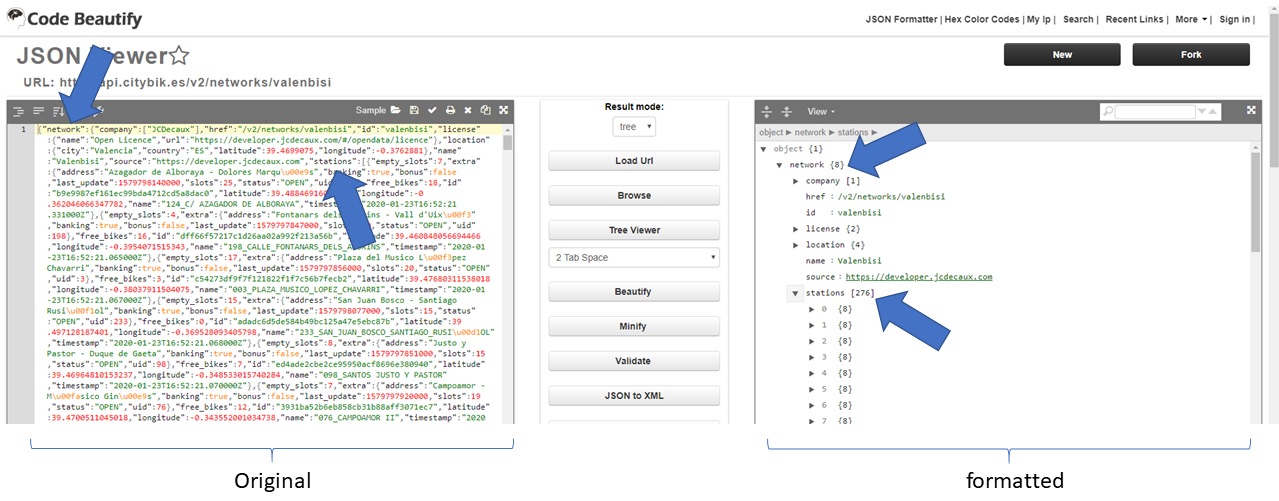 Code Beautify
JSON Formatter | Hex Color Codes | My Ip | Search | Recent Links | More | Sign in |
JSON Viewer
New
Fork
URL: api.citybik.es/v2/networks/valenbisi
Sample
1
{"network":{"company":["JCDecaux"],"href":"/v2/networks/valenbisi","id":"valenbisi","license"
:{"name":"Open Licence","url":"https://developer.jcdecaux.com/#/opendata/licence"},"location"
:{"city":"Valencia","country":"ES","latitude":39.4699075,"longitude":-0.3762881},"name"
:"Valenbisi","source":"https://developer.jcdecaux.com","stations":[{"empty_slots":7,"extra"
:{"address":"Azagador de Alboraya - Dolores Marqu\u00e9s","banking":true,"bonus":false
,"last_update":1579798140000,"slots":25,"status":"OPEN","uid" "free_bikes":18,"id"
:"b9e9987ef161ec99bda4712cd5a8dac0","latitude":39.48846916 "longitude":-0
.362046066347782,"name":"124_C/ AZAGADOR DE ALBORAYA","timestamp" "2020-01-23T16:52:21
.331000Z"},{"empty_slots":4,"extra":{"address":"Fontanars dels - Vall d'Uix\u00f3"
,"banking":true,"bonus":false,"last_update":1579797847000 "status":"OPEN","uid"
:198},"free_bikes":16,"id":"dff66f57217c1d26aa02a992f213a56b" :39.460848056694466
,"longitude":-0.3954071515343,"name":"198_CALLE_FONTANARS_DELS_ ,"timestamp":"2020-01
-23T16:52:21.065000Z"},{"empty_slots":17,"extra":{"address":"Plaza del Musico L\u00f3pez
Chavarri","banking":true,"bonus":false,"last_update":1579797856000,"slots":20,"status":"OPEN"
,"uid":3},"free_bikes":3,"id":"c54273df9f7f121822f1f7c56b7fecb2","latitude":39.47680311538018
,"longitude":-0.38037911504075,"name":"003_PLAZA_MUSICO_LOPEZ_CHAVARRI","timestamp":"2020-01
-23T16:52:21.067000Z"},{"empty_slots":15,"extra":{"address":"San Juan Bosco - Santiago
Rusi\u00f1ol","banking":true,"bonus":false,"last_update":1579798077000,"slots":15,"status"
:"OPEN","uid":233},"free_bikes":0,"id":"adadc6d5de584b49bc125a47e5ebc87b","latitude":39
.497128187401,"longitude":-0.369528093405798,"name":"233_SAN_JUAN_BOSCO_SANTIAGO_RUSI\u00d1OL"
,"timestamp":"2020-01-23T16:52:21.068000Z"},{"empty_slots":8,"extra":{"address":"Justo y
Pastor - Duque de Gaeta","banking":true,"bonus":false,"last_update":1579797851000,"slots":15
,"status":"OPEN","uid":98},"free_bikes":7,"id":"ed4ade2cbe2ce95950acf8696e380940","latitude"
:39.46964810153237,"longitude":-0.348533015740284,"name":"098_SANTOS JUSTO Y PASTOR"
,"timestamp":"2020-01-23T16:52:21.070000Z"},{"empty_slots":7,"extra":{"address":"Campoamor -
M\u00fasico Gin\u00e9s","banking":true,"bonus":false,"last_update":1579797920000,"slots":19
,"status":"OPEN","uid":76},"free_bikes":12,"id":"3931ba52b6eb858cb31b88aff3071ec7","latitude"
:39.4700511045018,"longitude":-0.343552001034738,"name":"076_CAMPOAMOR II","timestamp":"2020
Result mode:
tree
Load Url
Browse
Tree Viewer
2 Tab Space
Beautify
Minify
Validate
JSON to XML
View
object ▶ network ▶ stations ▶
object {1}
network {8}
company [1]
href : /v2/networks/valenbisi
id : valenbisi
license {2}
location {4}
name : Valenbisi
source : https://developer.jcdecaux.com
stations [276]
0 {8}
1 {8}
2 {8}
3 {8}
4 {8}
5 {8}
6 {8}
7 {8}
Original
formatted